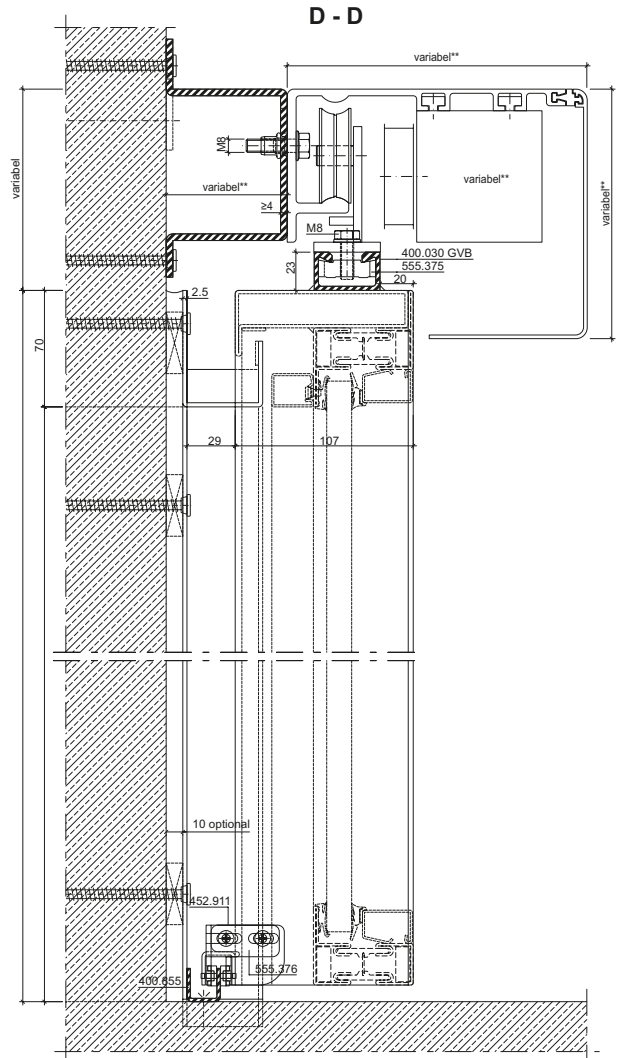 D - D
variabel**
variabel
M8
variabel**
variabel**
variabel**
≥4
M8
400.030 GVB
23
555.375
20
2.5
70
29
107
10 optional
452.911
555.376
400.855